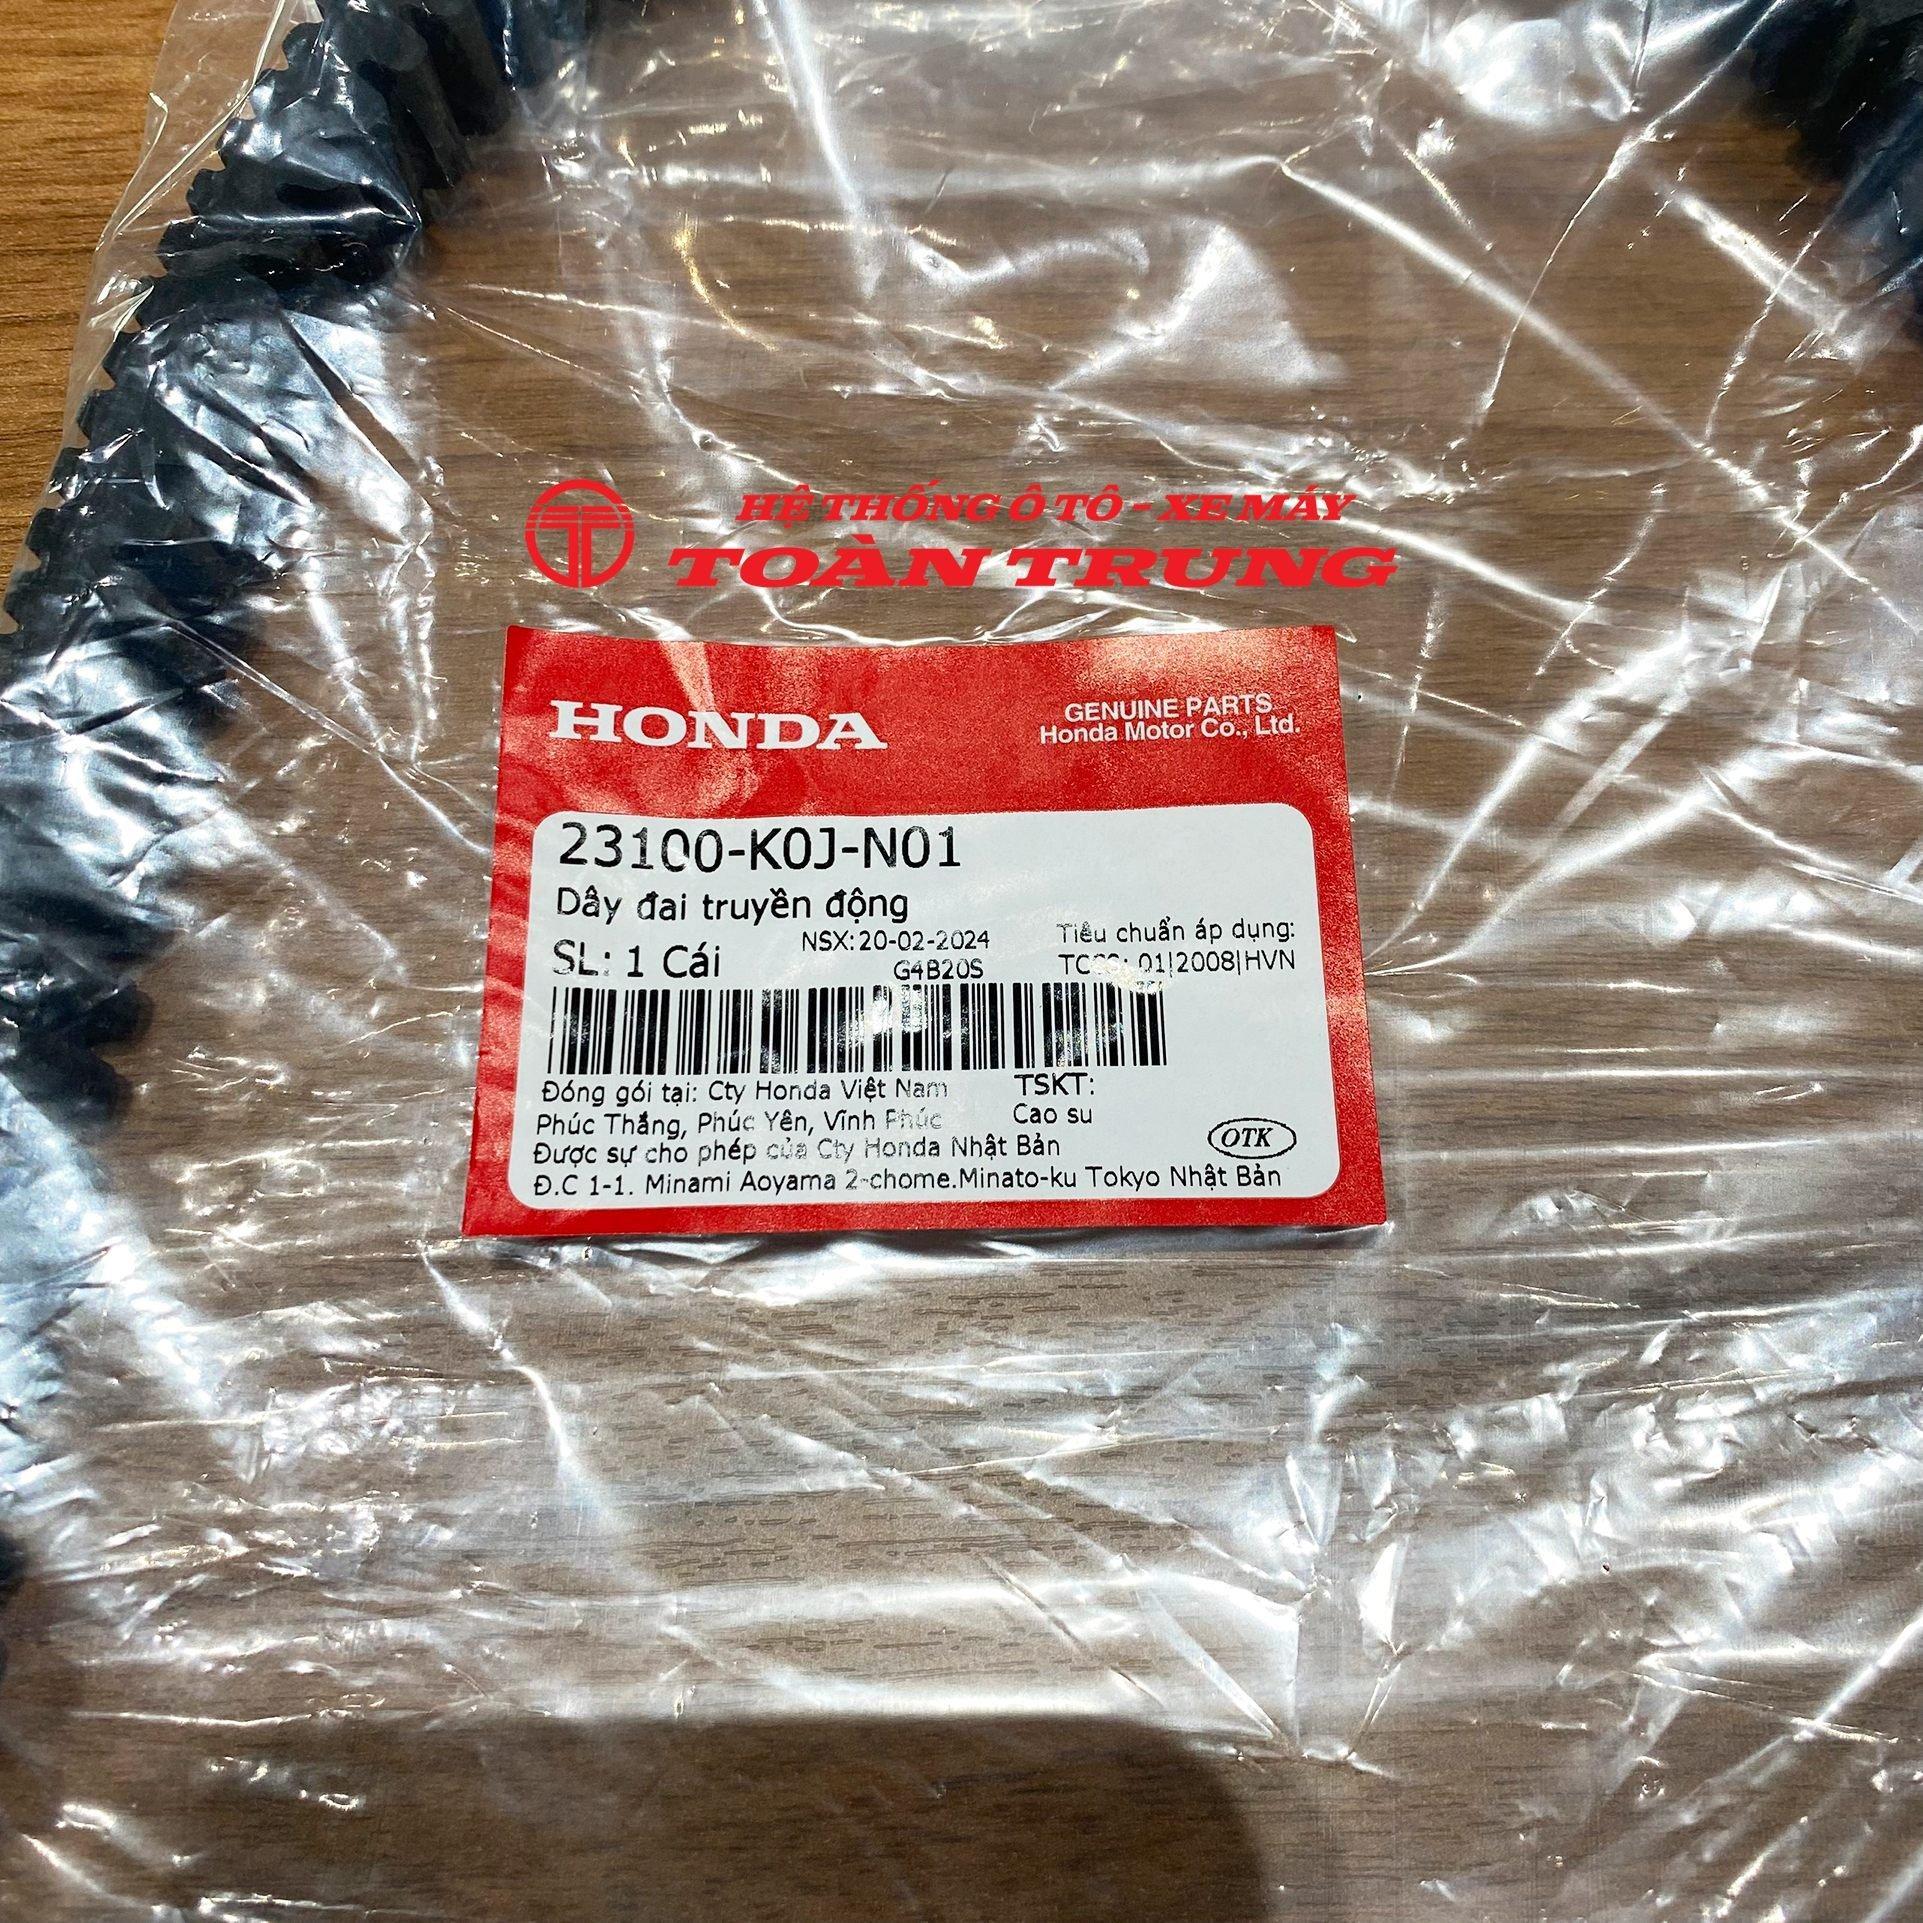 HỆ THỐNG Ô TÔ - XE MÁY
TOÀN TRUNG
HONDA
GENUINE PARTS
Honda Motor Co., Ltd.
23100-K0J-N01
Dây đai truyền động
SL: 1 Cái
NSX: 20-02-2024
G4B20S
Tiêu chuẩn áp dụng:
01|2008|HVN
Đóng gói tại: Cty Honda Việt Nam
Phúc Thắng, Phúc Yên, Vĩnh Phúc
Được sự cho phép của Cty Honda Nhật Bản
Đ.C 1-1. Minami Aoyama 2-chome.Minato-ku Tokyo Nhật Bản
TSKT:
Cao su
OTK